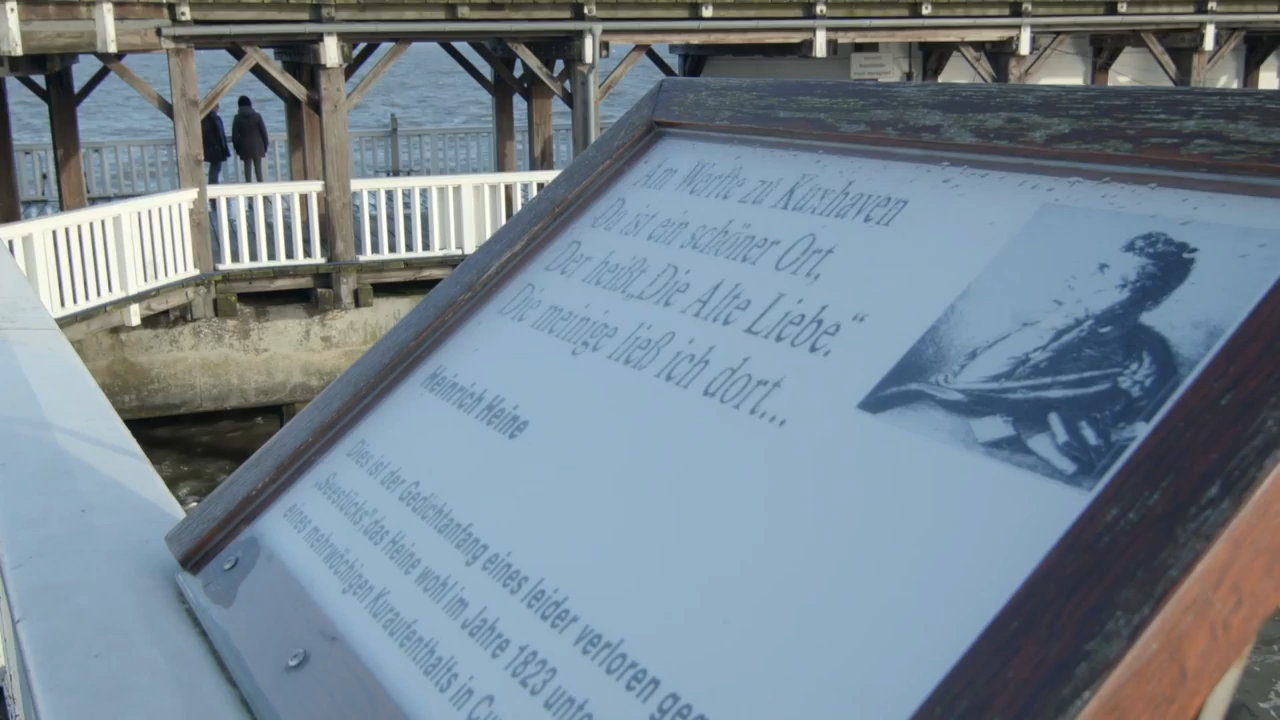 Am Werfte zu Kuxhaven
Da ist ein schöner Ort,
Der heißt „Die Alte Liebe.“
Die meinige ließ ich dort...
Heinrich Heine
Dies ist der Gedichtanfang eines leider verloren
„Seestücks“, das Heine wohl im Jahre 1823
eines mehrwöchigen Kuraufenthalts in